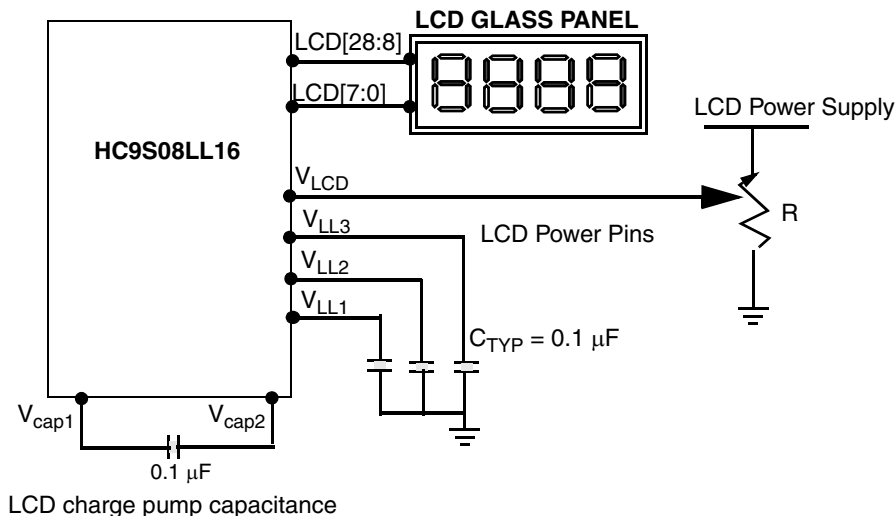 LCD GLASS PANEL
LCD[28:8]
LCD[7:0]
8888
LCD Power Supply
HC9S08LL16
VLCD
R
VLL3
LCD Power Pins
VLL2
VLL1
CTYP = 0.1 μF
Vcap1
Vcap2
0.1 μF
LCD charge pump capacitance